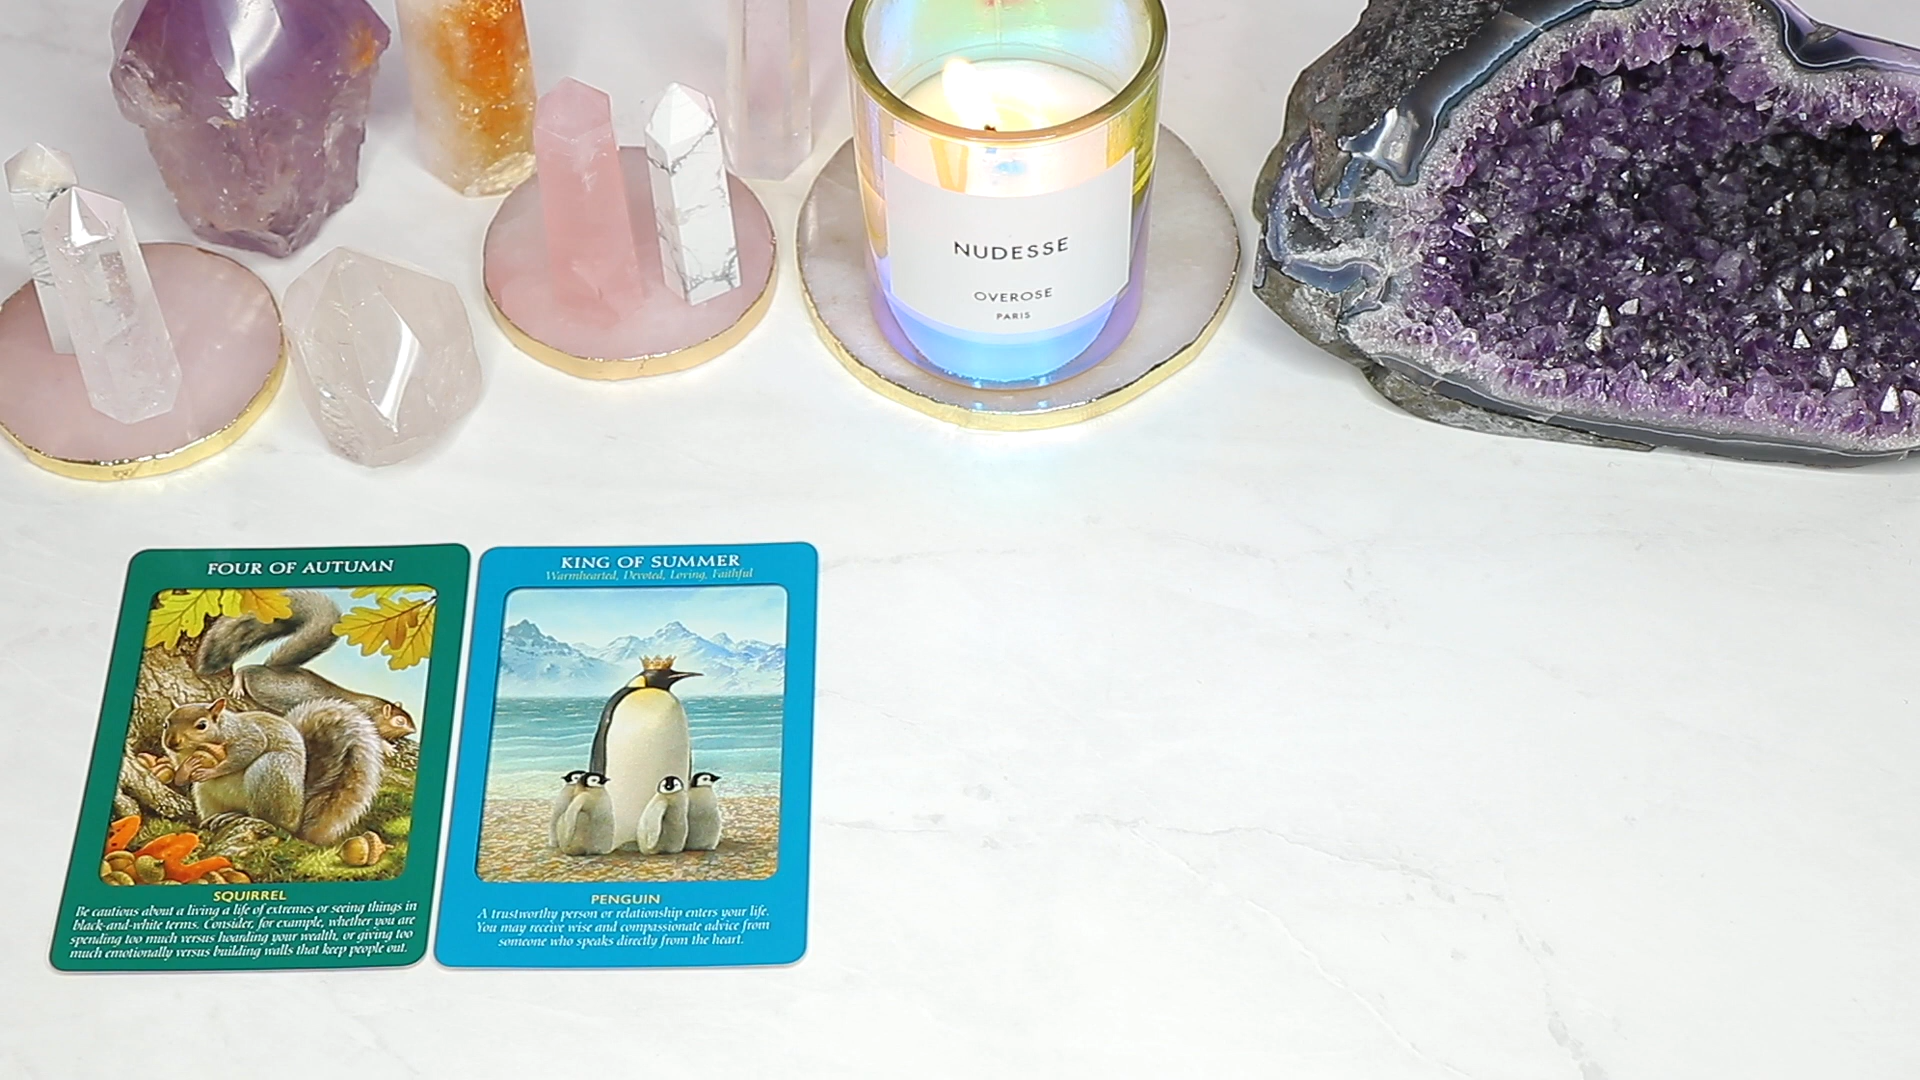 NUDESSE
OVEROSE
PARIS
FOUR OF AUTUMN
SQUIRREL
Be cautious about a living a life of extremes or seeing things in
black-and-white terms. Consider, for example, whether you are
spending too much versus hoarding your wealth, or giving too
much emotionally versus building walls that keep people out.
KING OF SUMMER
Warmhearted, Devoted, Loving, Faithful
PENGUIN
A trustworthy person or relationship enters your life.
You may receive wise and compassionate advice from
someone who speaks directly from the heart.